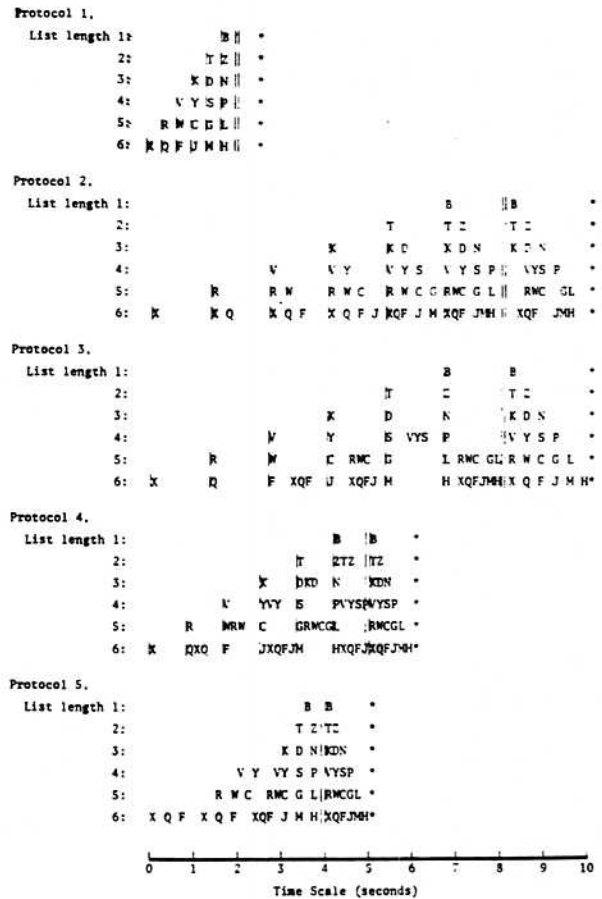 Protocol 1.
List length 1: B || *
2: T Z || *
3: K D N || *
4: V Y S P || *
5: R W C G L || *
6: X Q F J M H || *
Protocol 2.
List length 1: B || B *
2: T T Z T Z *
3: K K D K D N K D N *
4: V V Y V Y S V Y S P VYS P *
5: R R W R W C R W C G RWC G L || RWC GL *
6: X X Q X Q F X Q F J XQF J M XQF JMH XQF JMH *
Protocol 3.
List length 1: B B *
2: T Z T Z *
3: K D N K D N *
4: V Y S VYS P || V Y S P *
5: R W C RWC G L RWC GL| R W C G L *
6: X Q F XQF J XQFJ M H XQFJMH| X Q F J M H*
Protocol 4.
List length 1: B || B *
2: T ZTZ || TZ *
3: K DKD N KDN *
4: V YVY S PVYSP VYSP *
5: R WRW C GRWCGL RWCGL *
6: X QXQ F JXQFJM HXQFJ XQFJMH*
Protocol 5.
List length 1: B B *
2: T Z TZ *
3: K D N KDN *
4: V Y VY S P VYSP *
5: R W C RWC G L|RWCGL *
6: X Q F X Q F XQF J M H XQFJMH*
0 1 2 3 4 5 6 7 8 9 10
Time Scale (seconds)